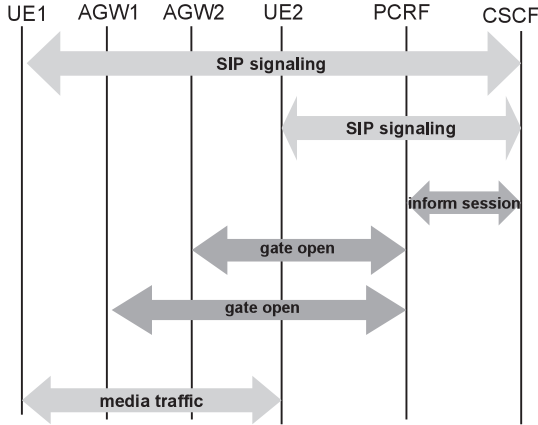 UE1 AGW1 AGW2 UE2 PCRF CSCF
SIP signaling
SIP signaling
inform session
gate open
gate open
media traffic